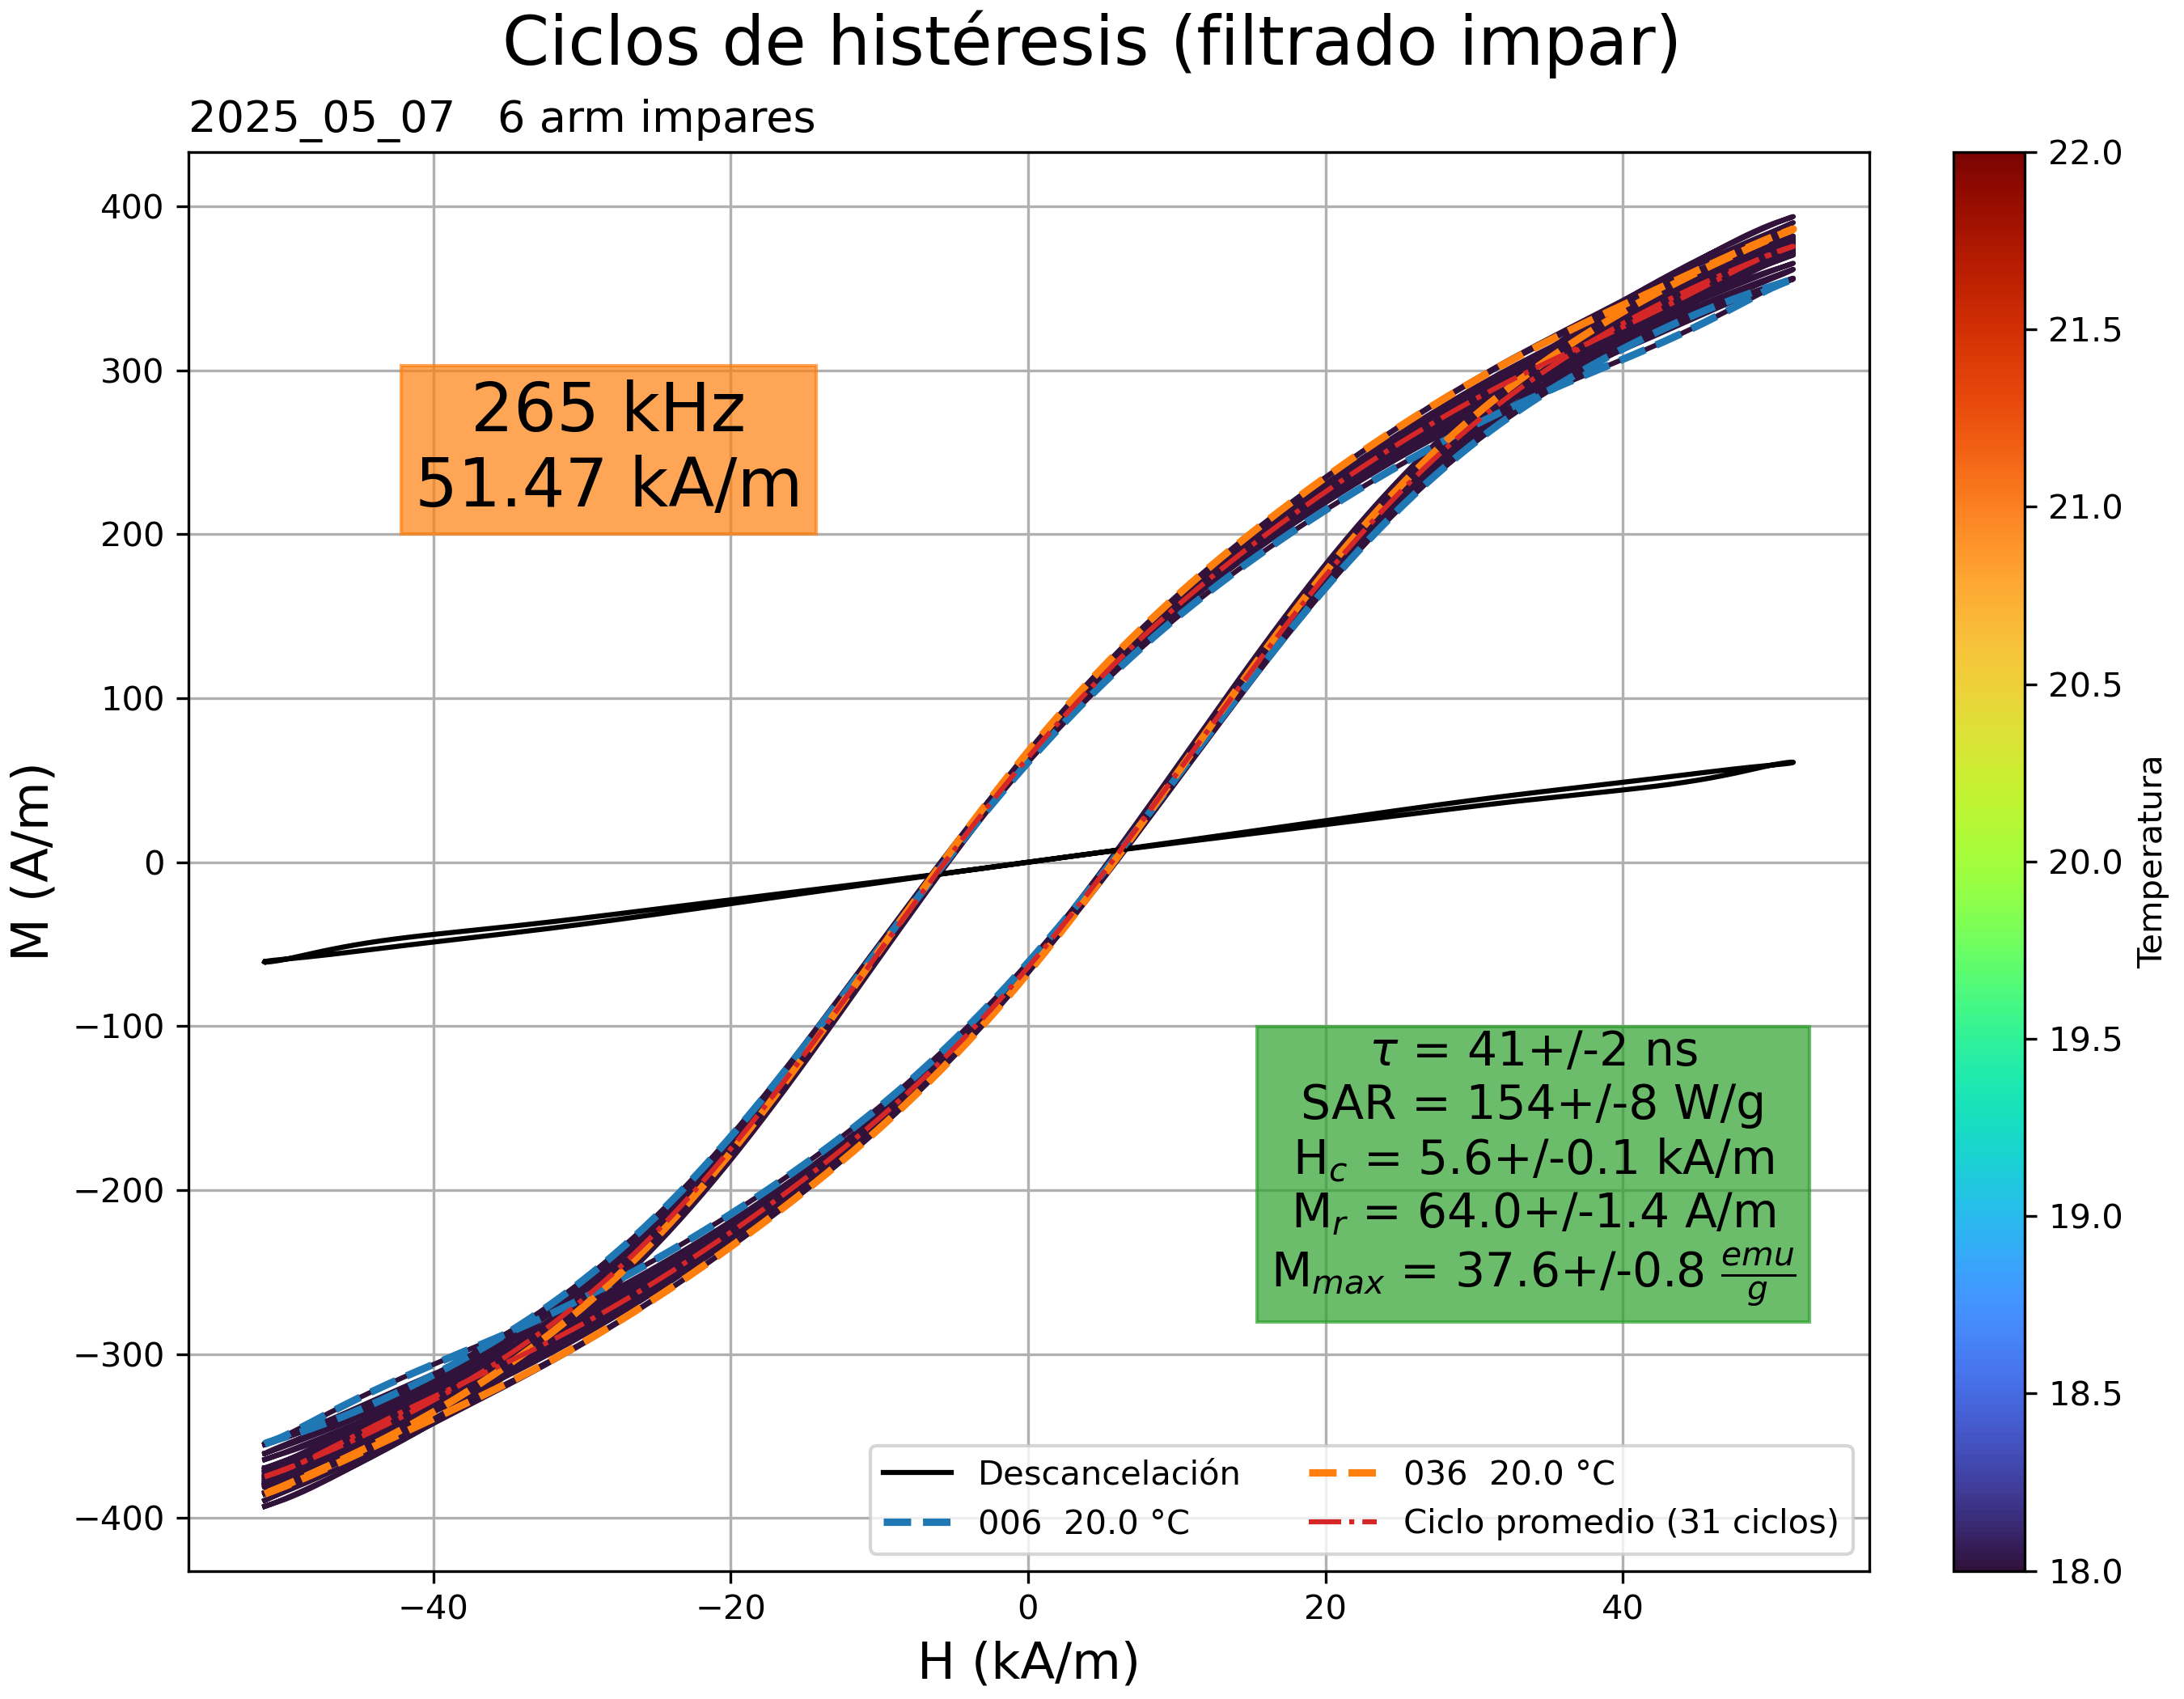 Ciclos de histéresis (filtrado impar)
2025_05_07   6 arm impares
265 kHz
51.47 kA/m
τ = 41+/-2 ns
SAR = 154+/-8 W/g
H_c = 5.6+/-0.1 kA/m
M_r = 64.0+/-1.4 A/m
M_max = 37.6+/-0.8 emu/g
Descancelación
006  20.0 °C
036  20.0 °C
Ciclo promedio (31 ciclos)
M (A/m)
400
300
200
100
0
−100
−200
−300
−400
−40
−20
0
20
40
H (kA/m)
22.0
21.5
21.0
20.5
20.0
19.5
19.0
18.5
18.0
Temperatura